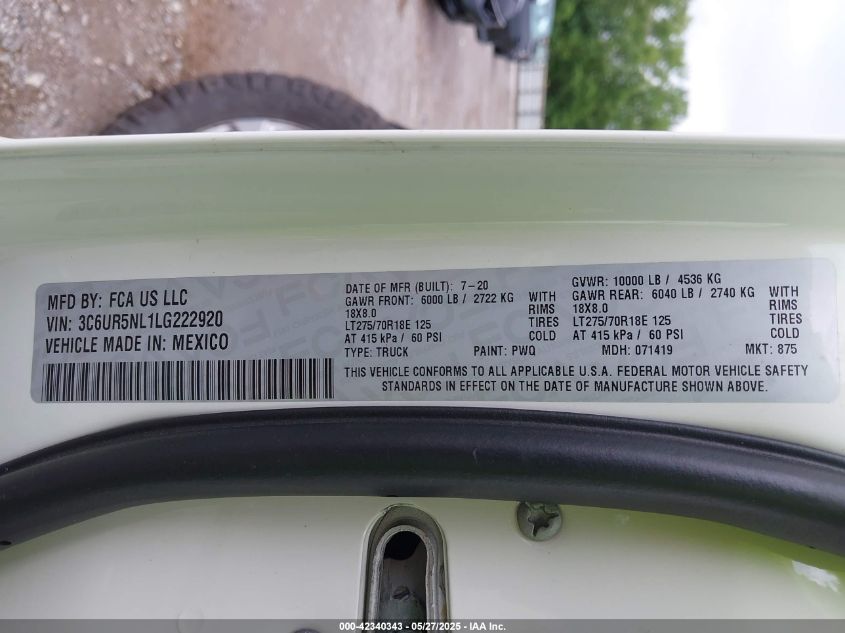 MFD BY: FCA US LLC
VIN: 3C6UR5NL1LG222920
VEHICLE MADE IN: MEXICO
DATE OF MFR (BUILT): 7-20
GVWR: 10000 LB / 4536 KG
GAWR FRONT: 6000 LB / 2722 KG WITH
GAWR REAR: 6040 LB / 2740 KG WITH
18X8.0 RIMS
18X8.0 RIMS
LT275/70R18E 125 TIRES
LT275/70R18E 125 TIRES
AT 415 kPa / 60 PSI COLD
AT 415 kPa / 60 PSI COLD
TYPE: TRUCK PAINT: PWQ MDH: 071419 MKT: 875
THIS VEHICLE CONFORMS TO ALL APPLICABLE U.S.A. FEDERAL MOTOR VEHICLE SAFETY
STANDARDS IN EFFECT ON THE DATE OF MANUFACTURE SHOWN ABOVE.
000-42340343 - 05/27/2025 - IAA Inc.